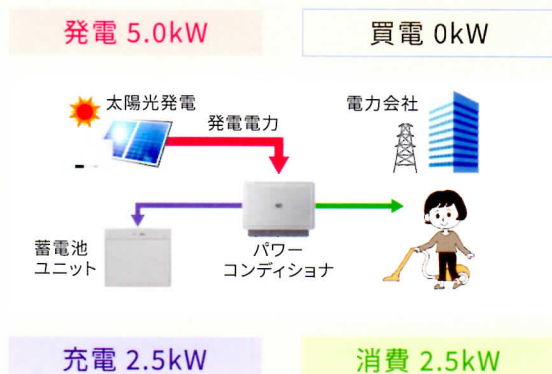 発電 5.0kW
買電 0kW
太陽光発電
発電電力
電力会社
蓄電池
ユニット
パワー
コンディショナ
充電 2.5kW
消費 2.5kW